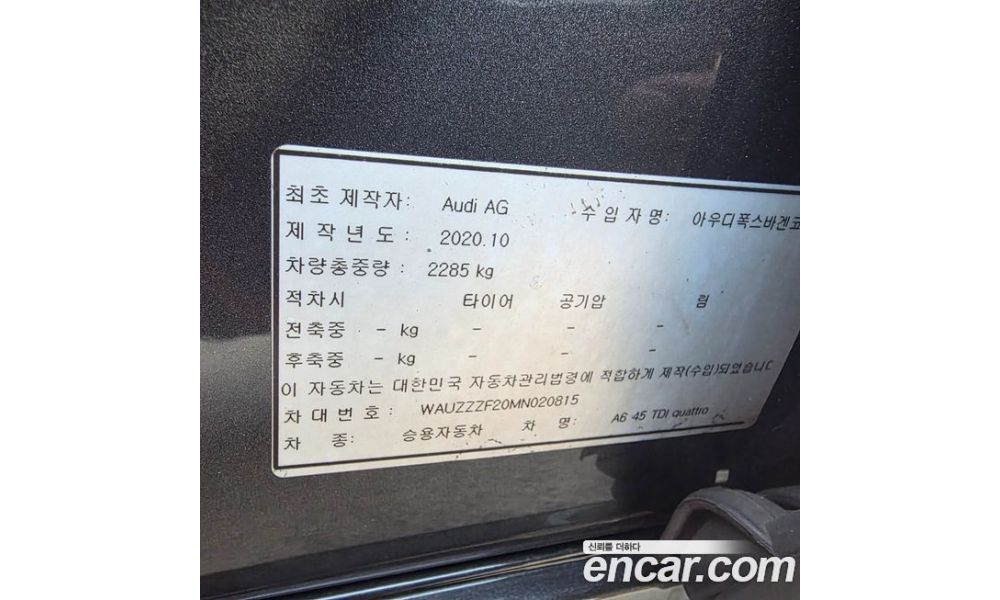 최초 제작자: Audi AG 수 입 자 명: 아우디폭스바겐코
제 작 년 도 : 2020.10
차량총중량 : 2285 kg
적차시 타이어 공기압 림
전축중 - kg - - -
후축중 - kg - - -
이 자동차는 대한민국 자동차관리법령에 적합하게 제작(수입)되었습니다
차 대 번 호 : WAUZZZF20MN020815
차 종: 승용자동차 차 명: A6 45 TDI quattro
신뢰를 더하다
encar.com